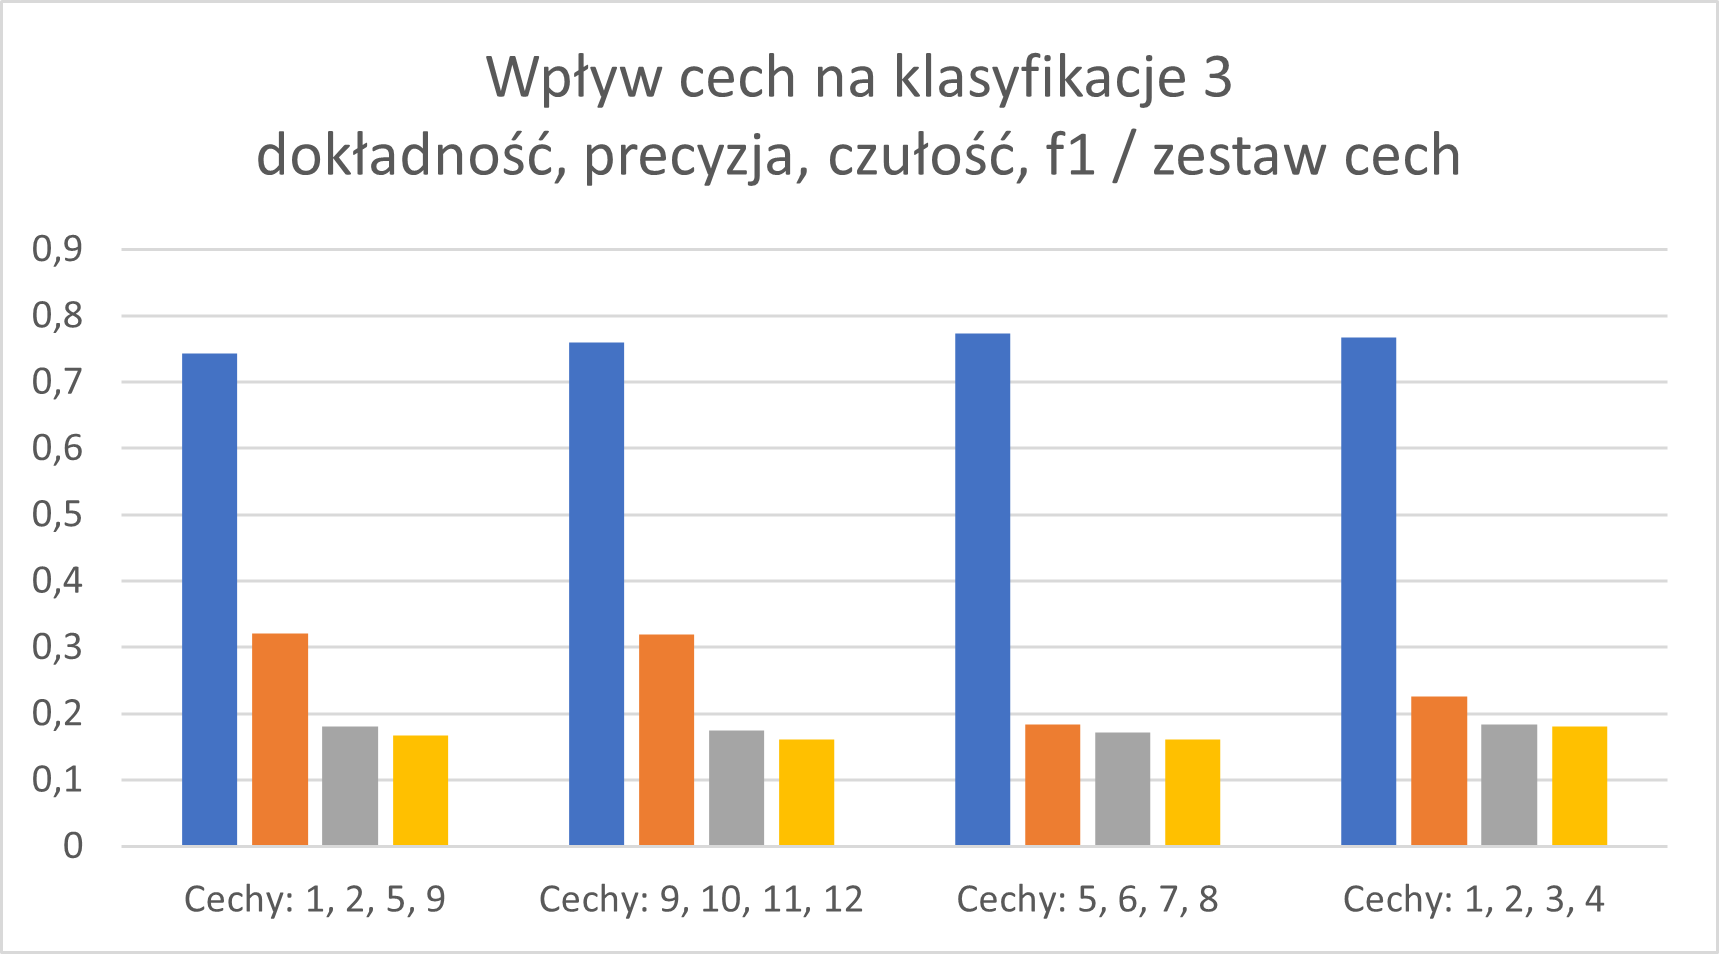 Wpływ cech na klasyfikacje 3
dokładność, precyzja, czułość, f1 / zestaw cech
0,9
0,8
0,7
0,6
0,5
0,4
0,3
0,2
0,1
0
Cechy: 1, 2, 5, 9
Cechy: 9, 10, 11, 12
Cechy: 5, 6, 7, 8
Cechy: 1, 2, 3, 4